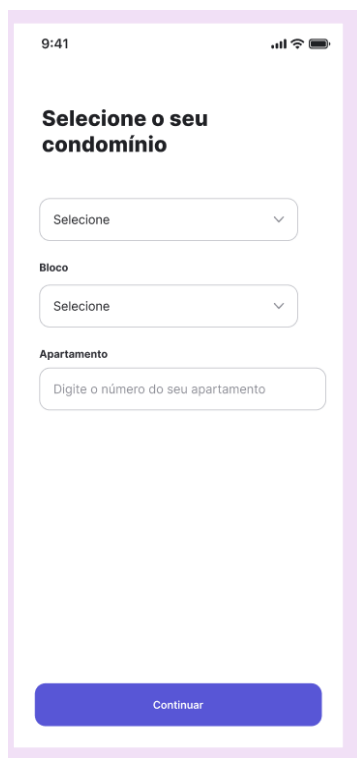 9:41
Selecione o seu
condomínio
Selecione
Bloco
Selecione
Apartamento
Digite o número do seu apartamento
Continuar